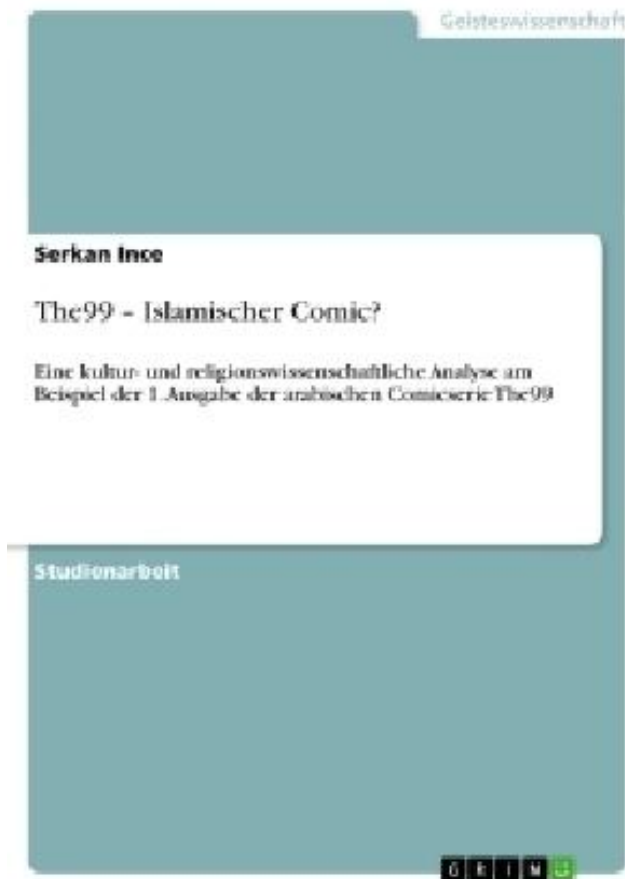 Geisteswissenschaft
Serkan Ince
The99 – Islamischer Comic?
Eine kultur- und religionswissenschaftliche Analyse am
Beispiel der 1. Ausgabe der arabischen Comicserie The99
Studienarbeit
GRIN